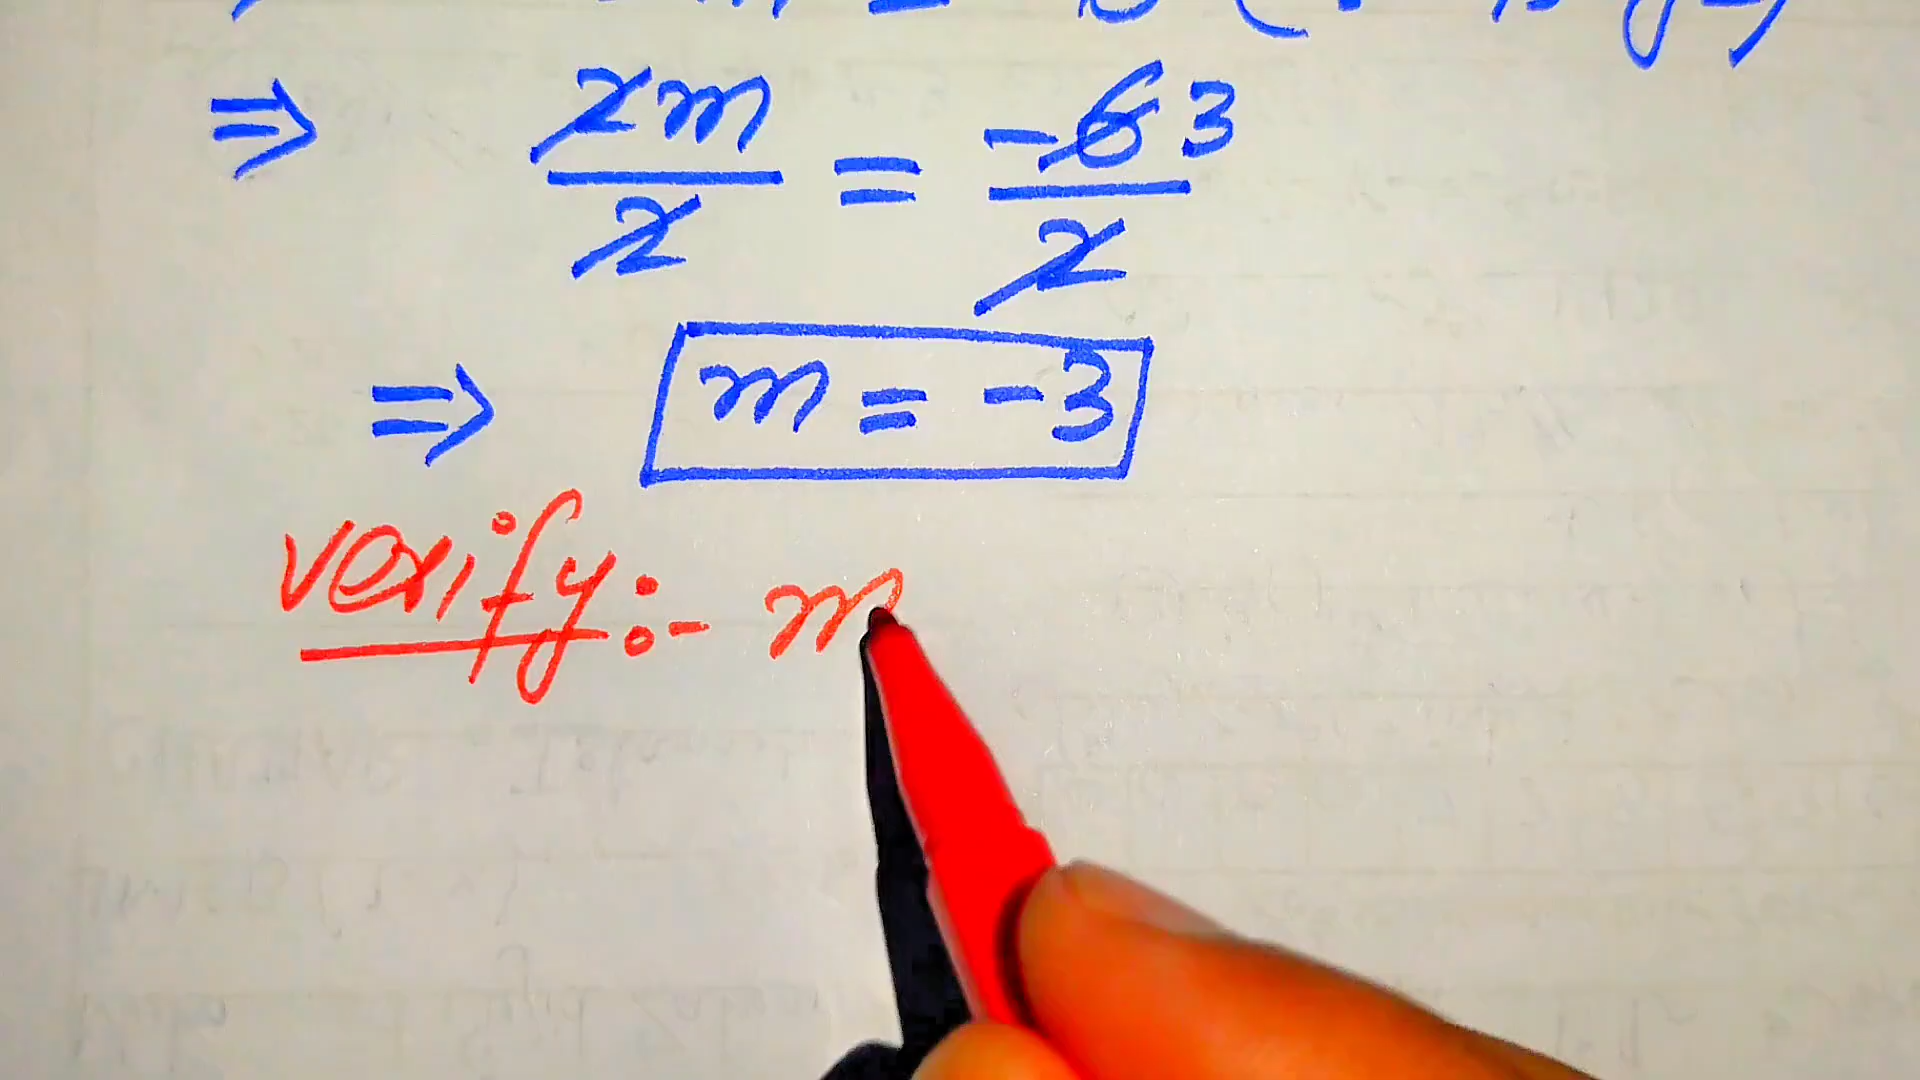 ⇒ 2m/2 = -6 3/2
⇒ m = -3
verify:- m